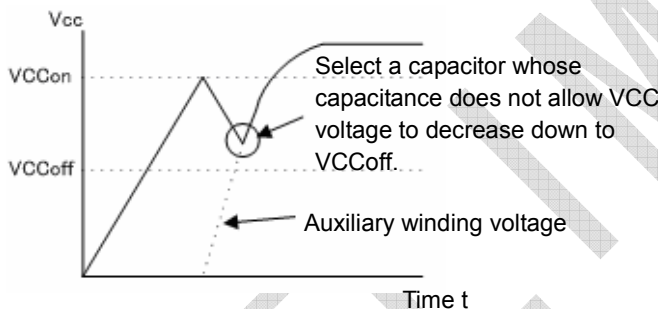 Vcc
VCCon
Select a capacitor whose
capacitance does not allow VCC
voltage to decrease down to
VCCoff.
VCCoff
Auxiliary winding voltage
Time t